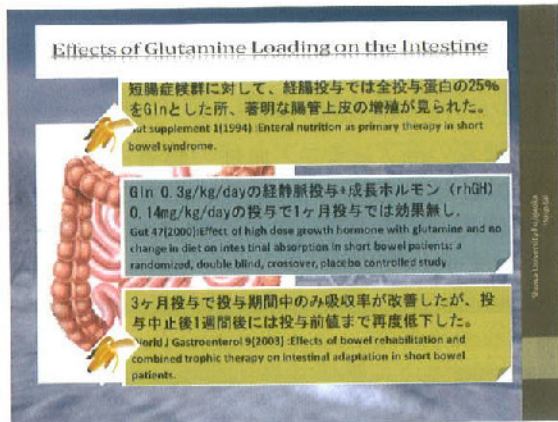 Effects of Glutamine Loading on the Intestine
短腸症候群に対して、経腸投与では全投与蛋白の25%
をGlnとした所、著明な腸管上皮の増殖が見られた。
Gut supplement 1(1994) :Enteral nutrition as primary therapy in short
bowel syndrome.
Gln 0.3g/kg/dayの経静脈投与+成長ホルモン（rhGH）
0.14mg/kg/dayの投与で1ヶ月投与では効果無し.
Gut 47(2000):Effect of high dose growth hormone with glutamine and no
change in diet on intestinal absorption in short bowel patients: a
randomized, double blind, crossover, placebo controlled study
3ヶ月投与で投与期間中のみ吸収率が改善したが、投
与中止後1週間後には投与前値まで再度低下した。
World J Gastroenterol 9(2003) :Effects of bowel rehabilitation and
combined trophic therapy on intestinal adaptation in short bowel
patients.
Showa University Fujigaoka
Hospital